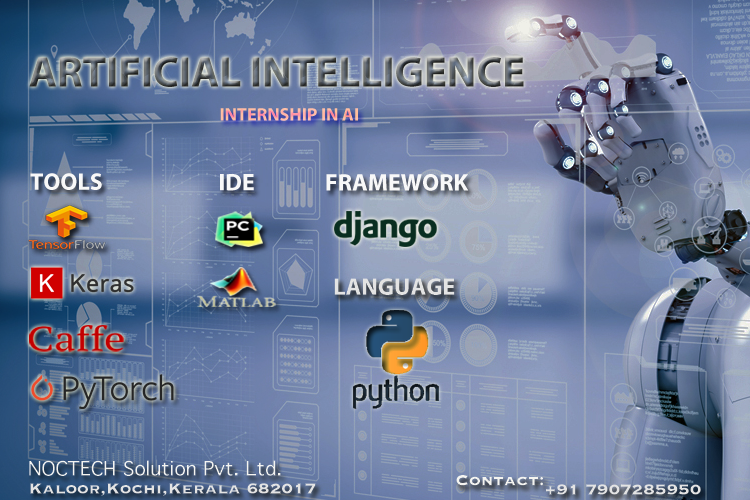 ARTIFICIAL INTELLIGENCE
INTERNSHIP IN AI
TOOLS
TensorFlow
K Keras
Caffe
PyTorch
IDE
PC
MATLAB
FRAMEWORK
django
LANGUAGE
python
NOCTECH Solution Pvt. Ltd.
KALOOR,KOCHI,KERALA 682017
CONTACT: +91 7907285950